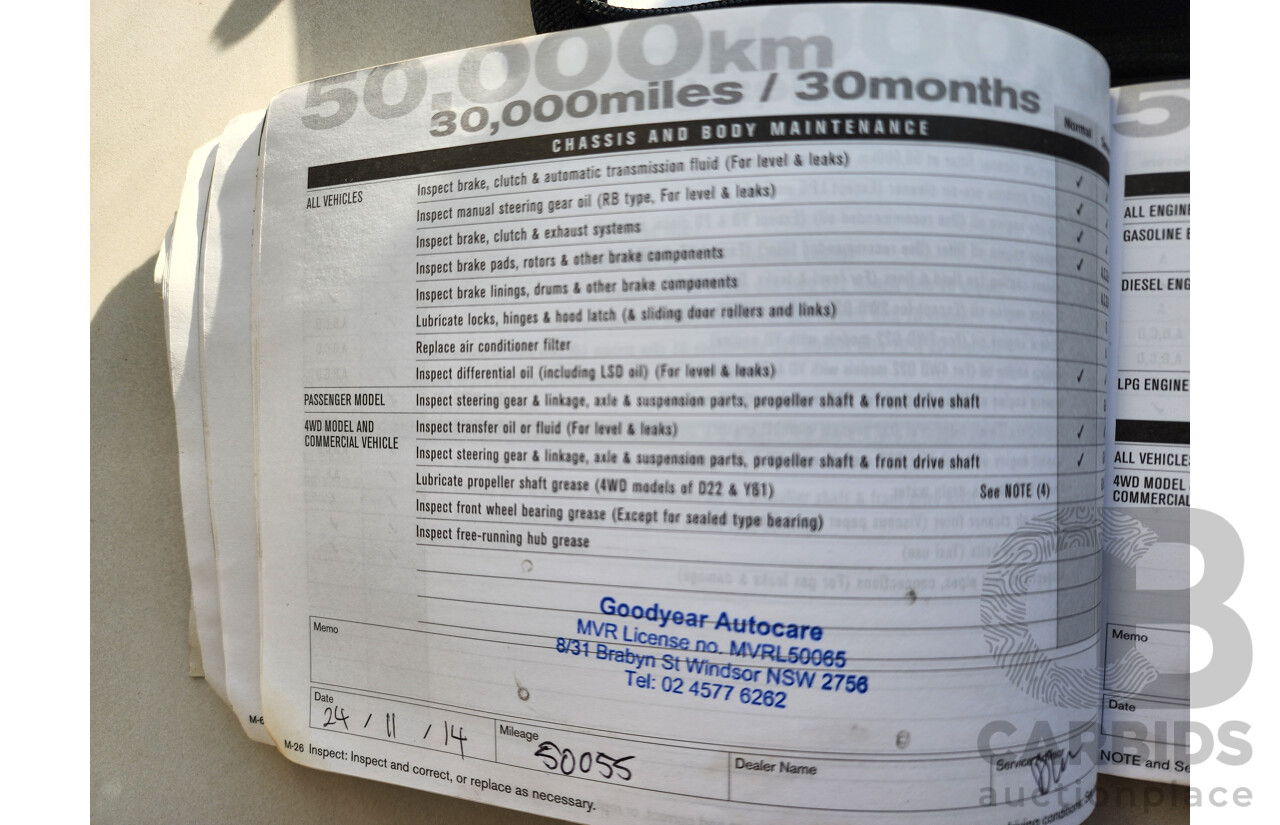 50,000km
30,000miles / 30months
CHASSIS AND BODY MAINTENANCE
Normal
ALL VEHICLES
Inspect brake, clutch & automatic transmission fluid (For level & leaks)
✓
Inspect manual steering gear oil (RB type, For level & leaks)
✓
Inspect brake, clutch & exhaust systems
✓
Inspect brake pads, rotors & other brake components
✓
Inspect brake linings, drums & other brake components
Lubricate locks, hinges & hood latch (& sliding door rollers and links)
Replace air conditioner filter
Inspect differential oil (including LSD oil) (For level & leaks)
✓
PASSENGER MODEL
Inspect steering gear & linkage, axle & suspension parts, propeller shaft & front drive shaft
4WD MODEL AND
COMMERCIAL VEHICLE
Inspect transfer oil or fluid (For level & leaks)
✓
Inspect steering gear & linkage, axle & suspension parts, propeller shaft & front drive shaft
✓
Lubricate propeller shaft grease (4WD models of D22 & Y61) See NOTE (4)
Inspect front wheel bearing grease (Except for sealed type bearing)
Inspect free-running hub grease
Goodyear Autocare
MVR License no. MVRL50065
8/31 Brabyn St Windsor NSW 2756
Tel: 02 4577 6262
Memo
Date
24 / 11 / 14
Mileage
50055
Dealer Name
M-26 Inspect: Inspect and correct, or replace as necessary.
M-6
5
ALL ENGINE
GASOLINE E
DIESEL ENG
LPG ENGINE
ALL VEHICLE
4WD MODEL
COMMERCIAL
Memo
Date
NOTE and Se
CARBIDS
auctionplace